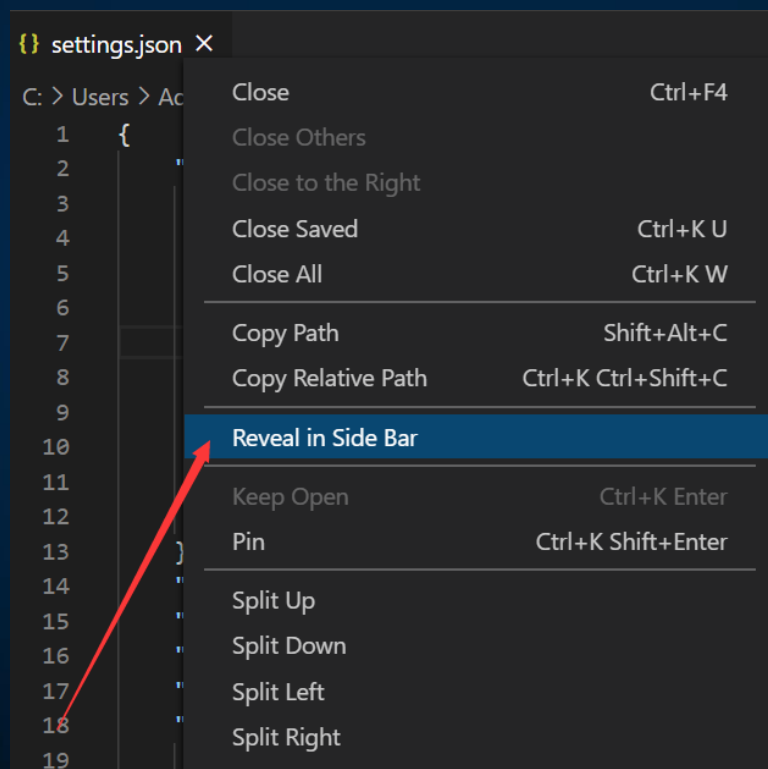 {} settings.json ×
C: > Users > Ac
Close Ctrl+F4
Close Others
Close to the Right
Close Saved Ctrl+K U
Close All Ctrl+K W
Copy Path Shift+Alt+C
Copy Relative Path Ctrl+K Ctrl+Shift+C
Reveal in Side Bar
Keep Open Ctrl+K Enter
Pin Ctrl+K Shift+Enter
Split Up
Split Down
Split Left
Split Right
1 {
2 "
3
4
5
6
7
8
9
10
11
12
13 }
14 "
15 "
16 "
17 "
18 "
19